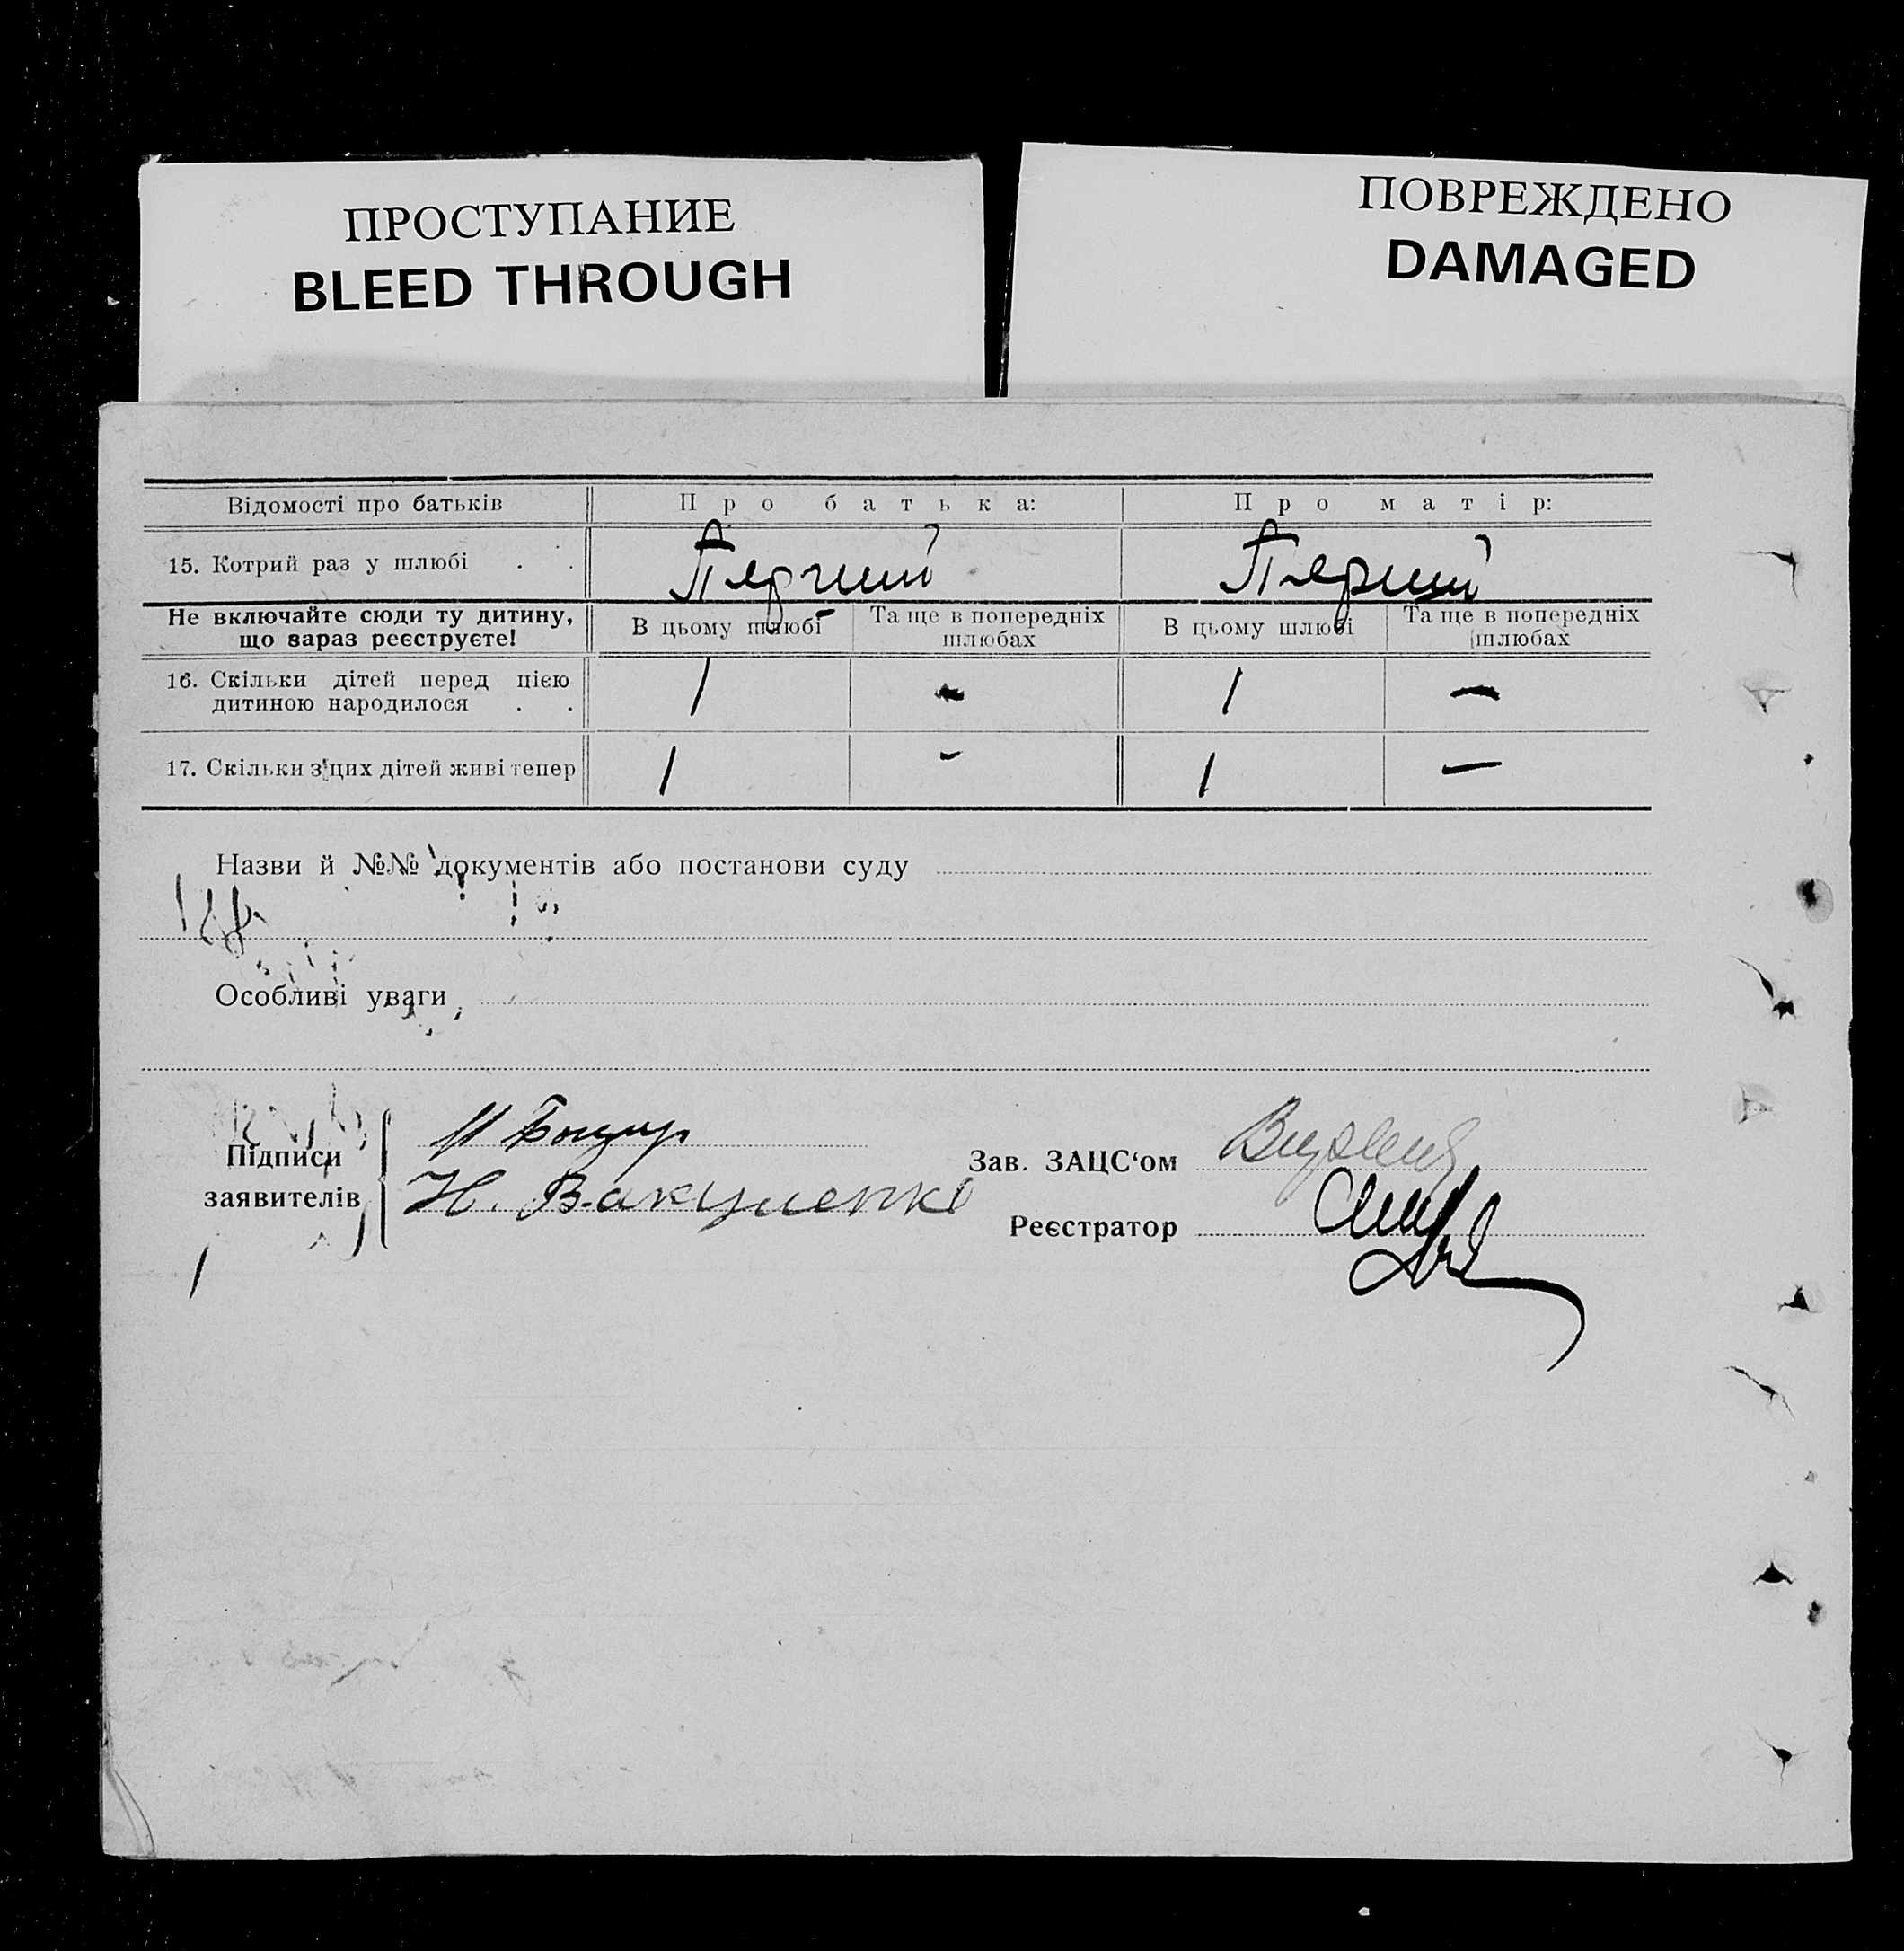 ПРОСТУПАНИЕ
BLEED THROUGH
ПОВРЕЖДЕНО
DAMAGED
Відомості про батьків Про батька: Про матір:
15. Котрий раз у шлюбі . . Перший Перший
Не включайте сюди ту дитину, що зараз реєструєте! В цьому шлюбі Та ще в попередніх шлюбах В цьому шлюбі Та ще в попередніх шлюбах
16. Скільки дітей перед цією дитиною народилося . . 1 - 1 -
17. Скільки з цих дітей живі тепер 1 - 1 -
Назви й №№ документів або постанови суду
Особливі уваги
Підписи заявителів
Н. Вакуленко
Зав. ЗАЦС‘ом
Реєстратор